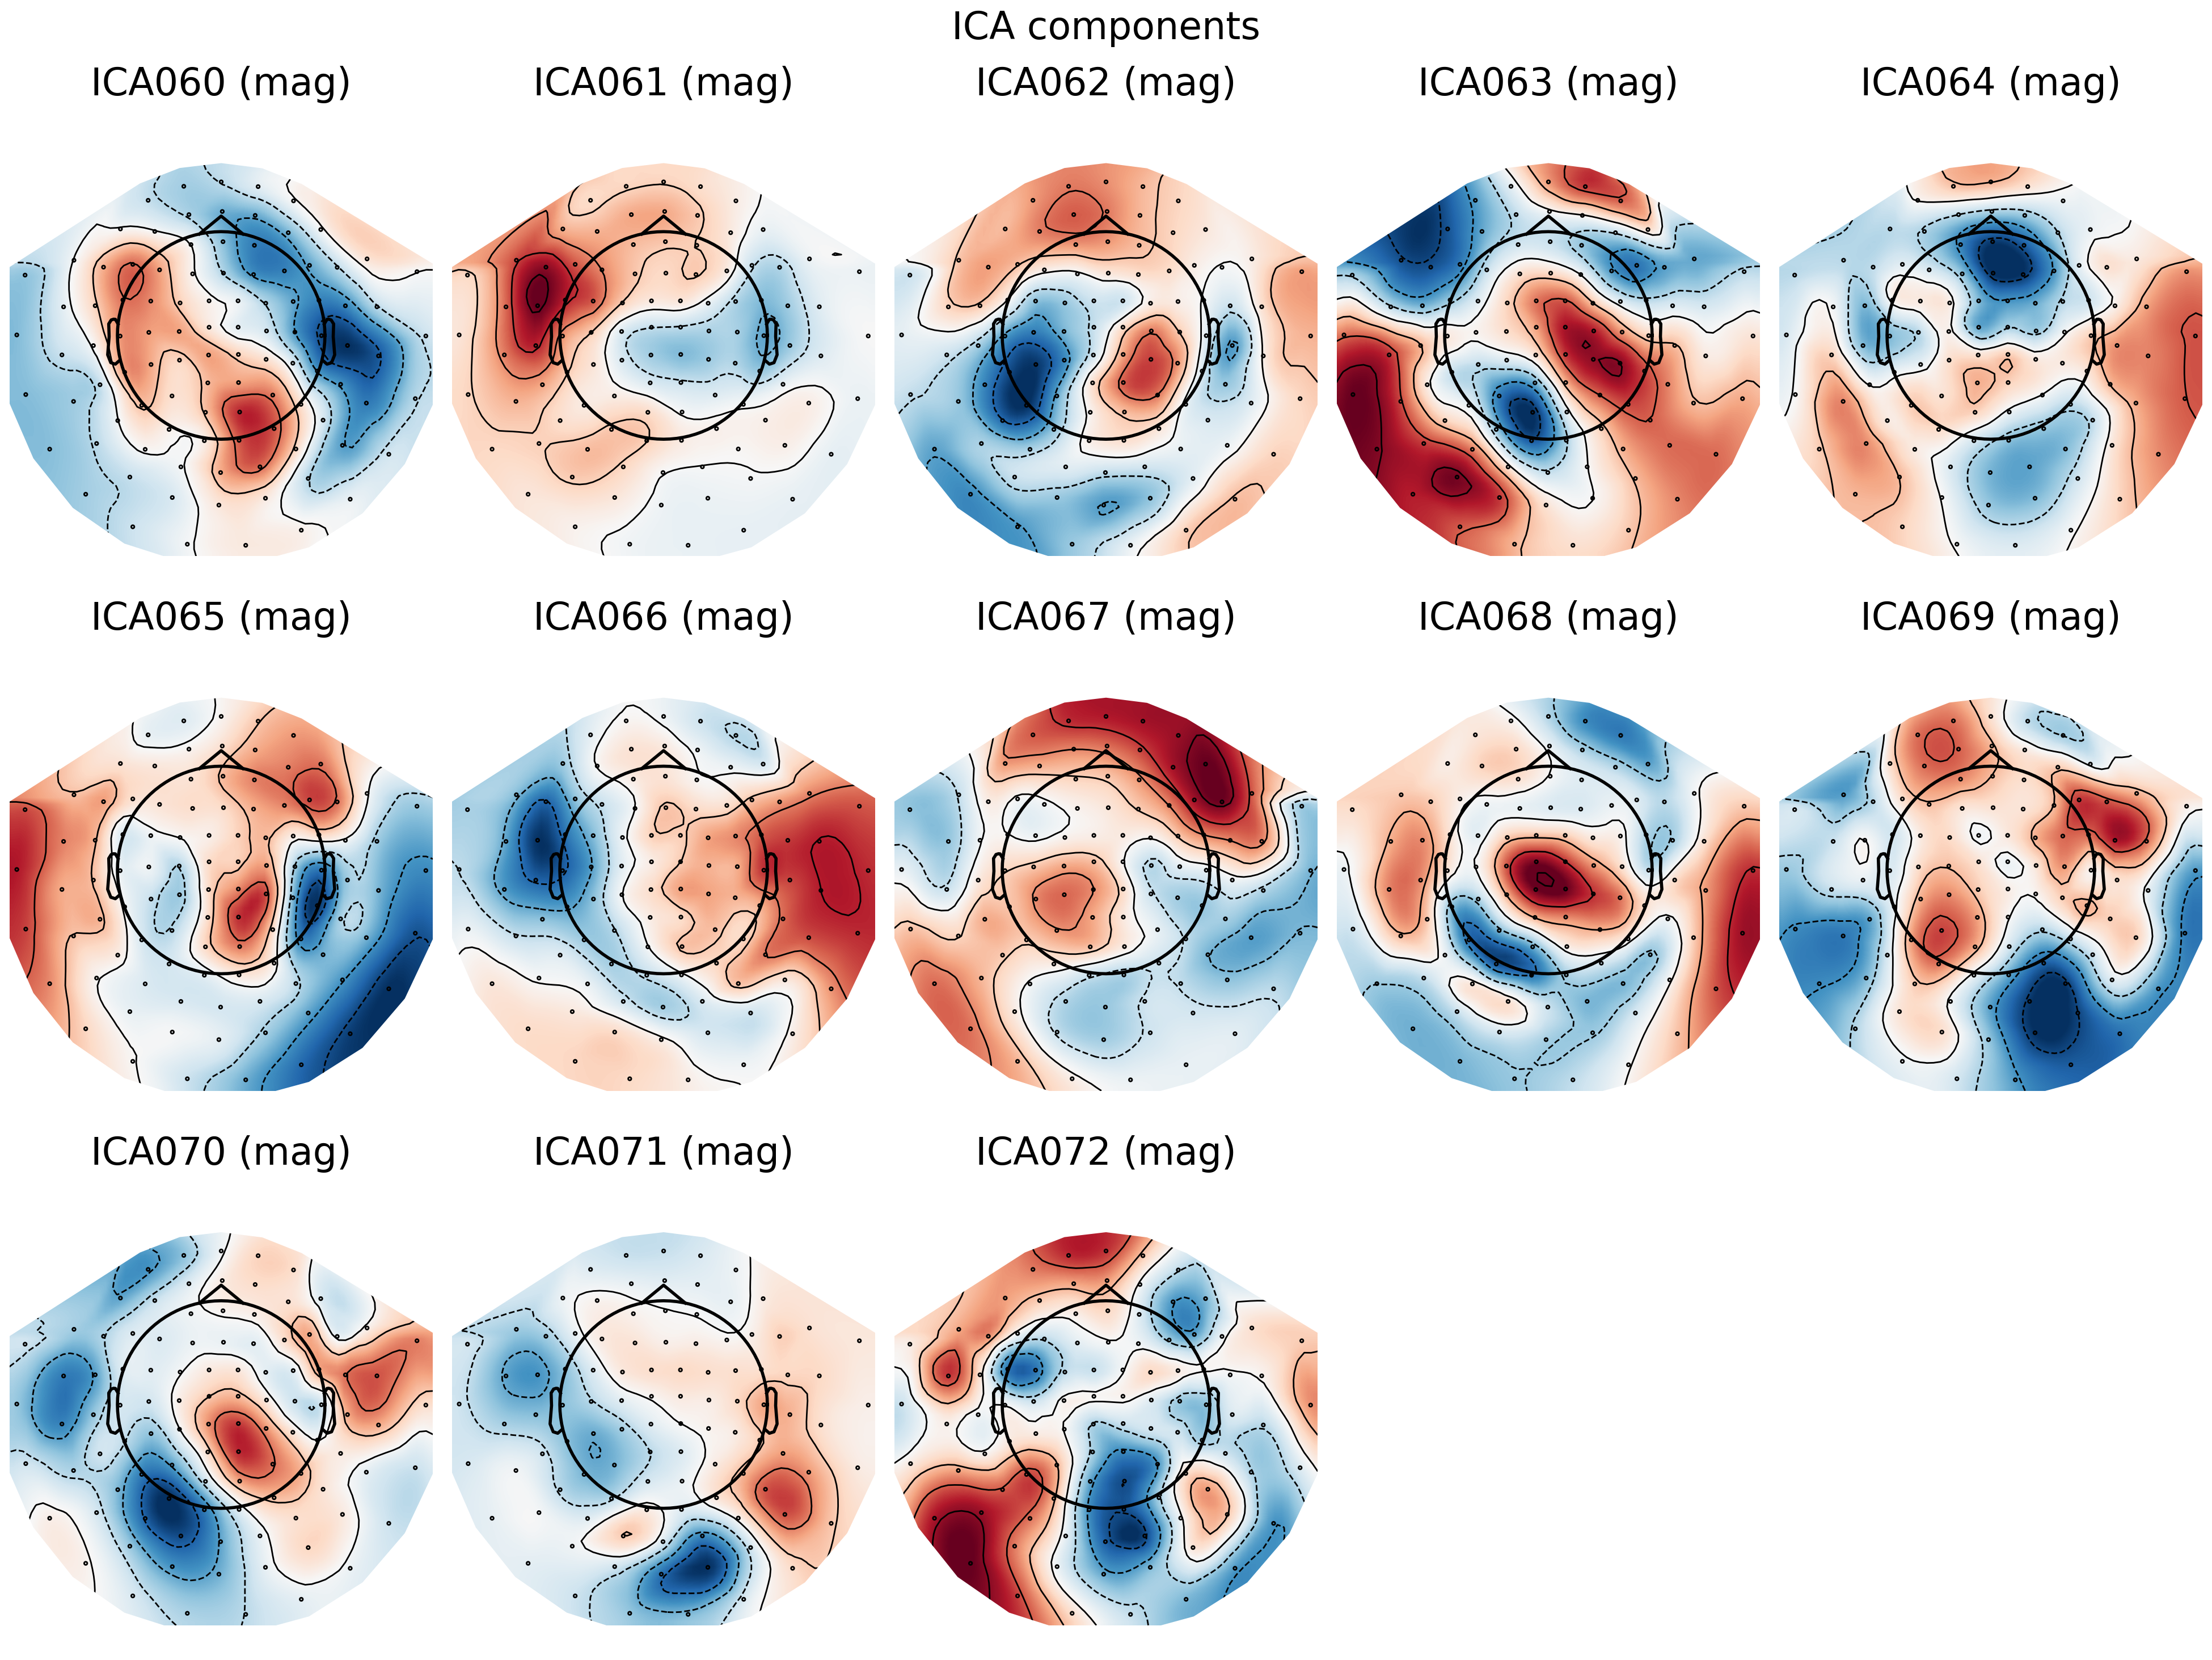 ICA components
ICA060 (mag) ICA061 (mag) ICA062 (mag) ICA063 (mag) ICA064 (mag)
ICA065 (mag) ICA066 (mag) ICA067 (mag) ICA068 (mag) ICA069 (mag)
ICA070 (mag) ICA071 (mag) ICA072 (mag)